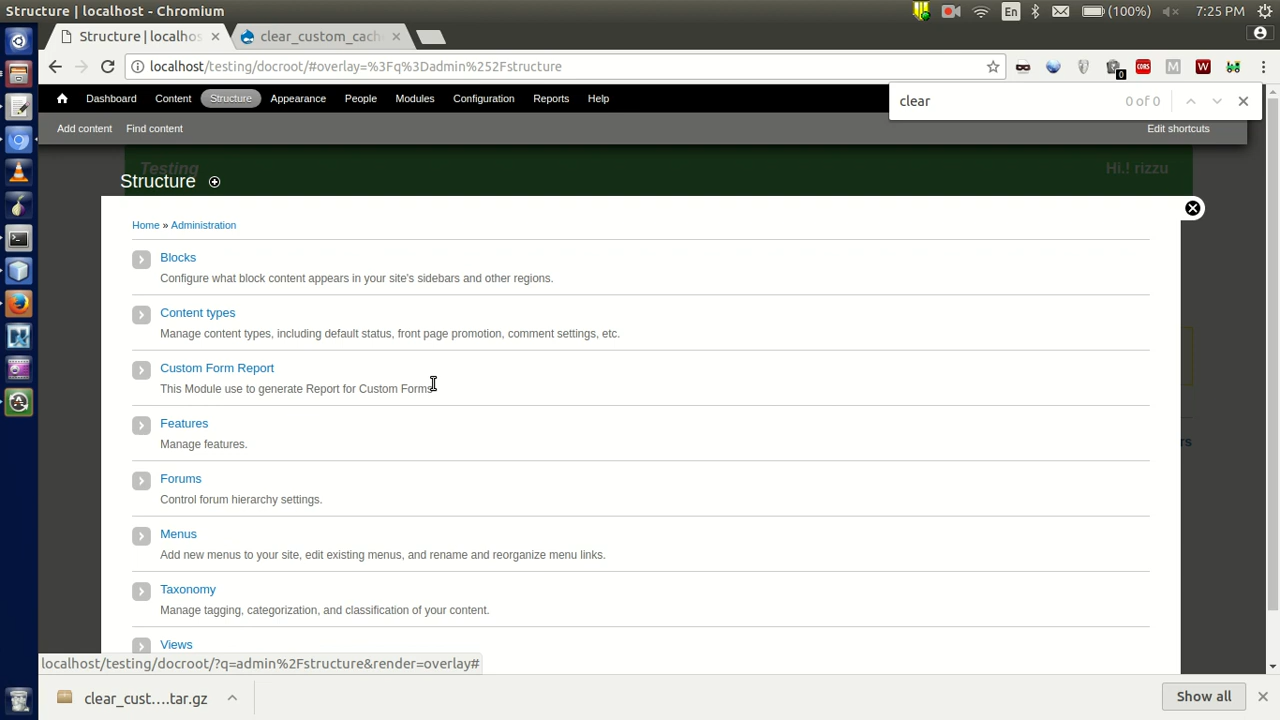 Structure | localhost - Chromium
En
(100%)
7:25 PM
Structure | localhos
clear_custom_cach
localhost/testing/docroot/#overlay=%3Fq%3Dadmin%252Fstructure
0
CORS
M
W
Dashboard Content Structure Appearance People Modules Configuration Reports Help
clear
0 of 0
Add content Find content
Edit shortcuts
Testing
Hi.! rizzu
Structure
Home » Administration
Blocks
Configure what block content appears in your site's sidebars and other regions.
Content types
Manage content types, including default status, front page promotion, comment settings, etc.
Custom Form Report
This Module use to generate Report for Custom Forms
Features
Manage features.
rs
Forums
Control forum hierarchy settings.
Menus
Add new menus to your site, edit existing menus, and rename and reorganize menu links.
Taxonomy
Manage tagging, categorization, and classification of your content.
Views
localhost/testing/docroot/?q=admin%2Fstructure&render=overlay#
clear_cust....tar.gz
Show all